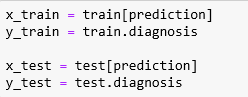 x_train = train[prediction]
y_train = train.diagnosis

x_test = test[prediction]
y_test = test.diagnosis